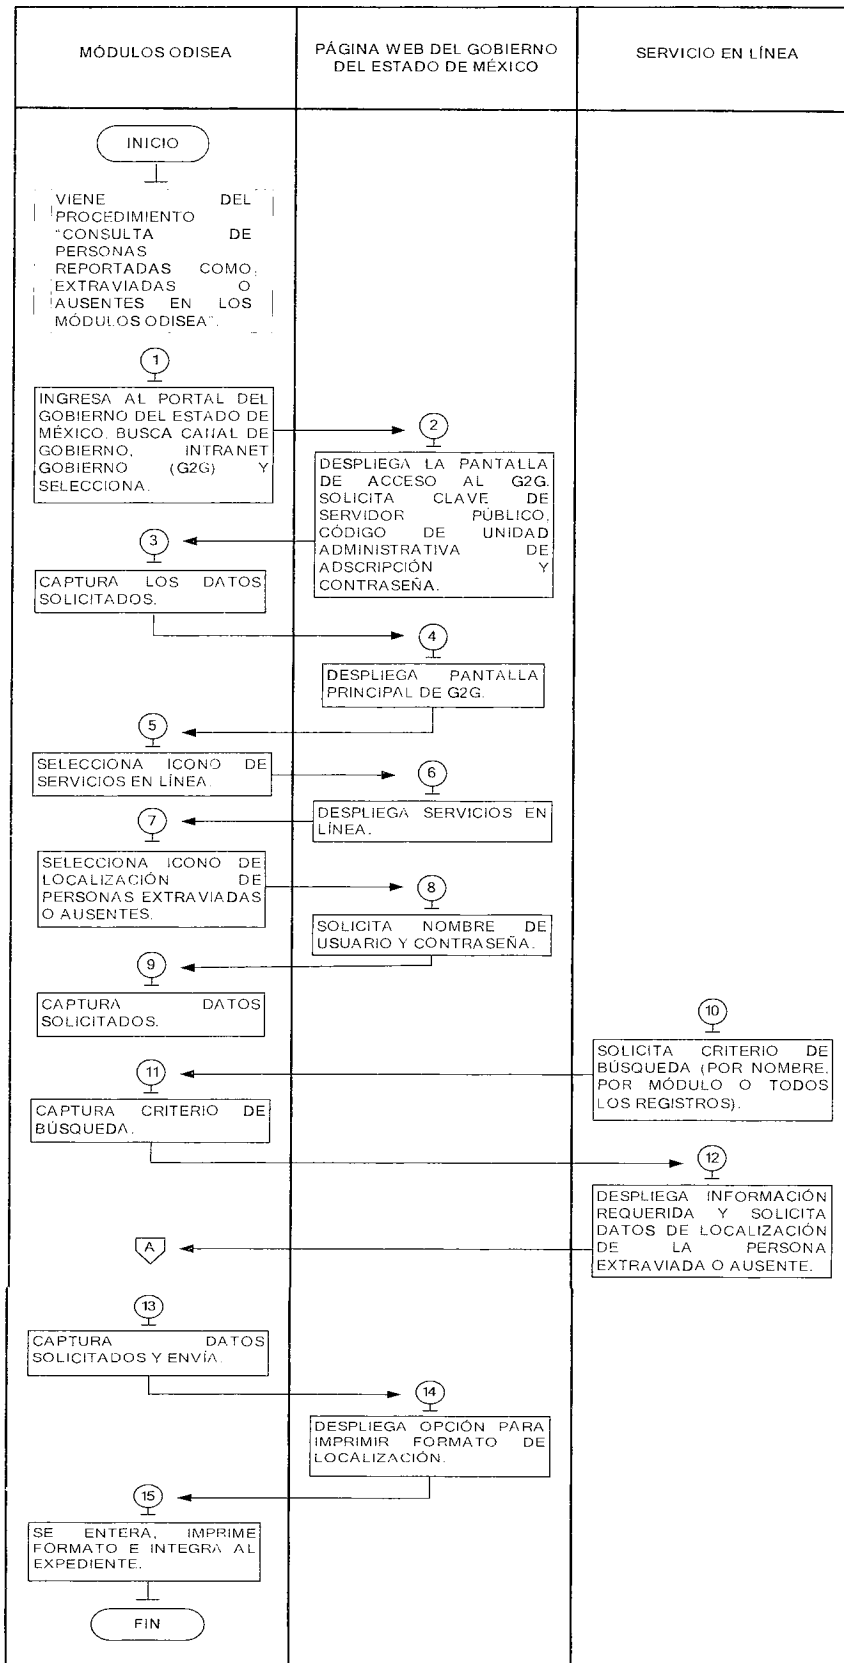 MÓDULOS ODISEA
PÁGINA WEB DEL GOBIERNO
DEL ESTADO DE MÉXICO
SERVICIO EN LÍNEA
INICIO
VIENE DEL
PROCEDIMIENTO
"CONSULTA DE
PERSONAS
REPORTADAS COMO
EXTRAVIADAS O
AUSENTES EN LOS
MÓDULOS ODISEA".
1
INGRESA AL PORTAL DEL
GOBIERNO DEL ESTADO DE
MÉXICO, BUSCA CANAL DE
GOBIERNO, INTRANET
GOBIERNO (G2G) Y
SELECCIONA.
2
DESPLIEGA LA PANTALLA
DE ACCESO AL G2G.
SOLICITA CLAVE DE
SERVIDOR PÚBLICO,
CÓDIGO DE UNIDAD
ADMINISTRATIVA DE
ADSCRIPCIÓN Y
CONTRASEÑA.
3
CAPTURA LOS DATOS
SOLICITADOS.
4
DESPLIEGA PANTALLA
PRINCIPAL DE G2G.
5
SELECCIONA ICONO DE
SERVICIOS EN LÍNEA.
6
DESPLIEGA SERVICIOS EN
LÍNEA.
7
SELECCIONA ICONO DE
LOCALIZACIÓN DE
PERSONAS EXTRAVIADAS
O AUSENTES.
8
SOLICITA NOMBRE DE
USUARIO Y CONTRASEÑA.
9
CAPTURA DATOS
SOLICITADOS.
10
SOLICITA CRITERIO DE
BÚSQUEDA (POR NOMBRE,
POR MÓDULO O TODOS
LOS REGISTROS).
11
CAPTURA CRITERIO DE
BÚSQUEDA.
12
DESPLIEGA INFORMACIÓN
REQUERIDA Y SOLICITA
DATOS DE LOCALIZACIÓN
DE LA PERSONA
EXTRAVIADA O AUSENTE.
A
13
CAPTURA DATOS
SOLICITADOS Y ENVÍA.
14
DESPLIEGA OPCIÓN PARA
IMPRIMIR FORMATO DE
LOCALIZACIÓN.
15
SE ENTERA, IMPRIME
FORMATO E INTEGRA AL
EXPEDIENTE.
FIN